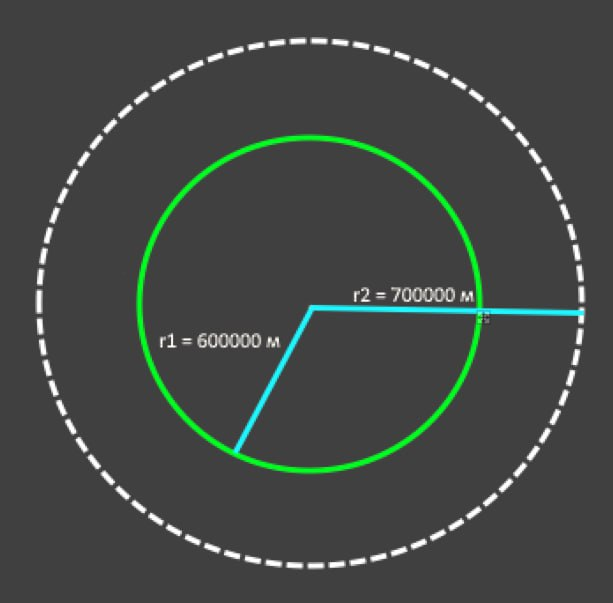 r2 = 700000 м
r1 = 600000 м